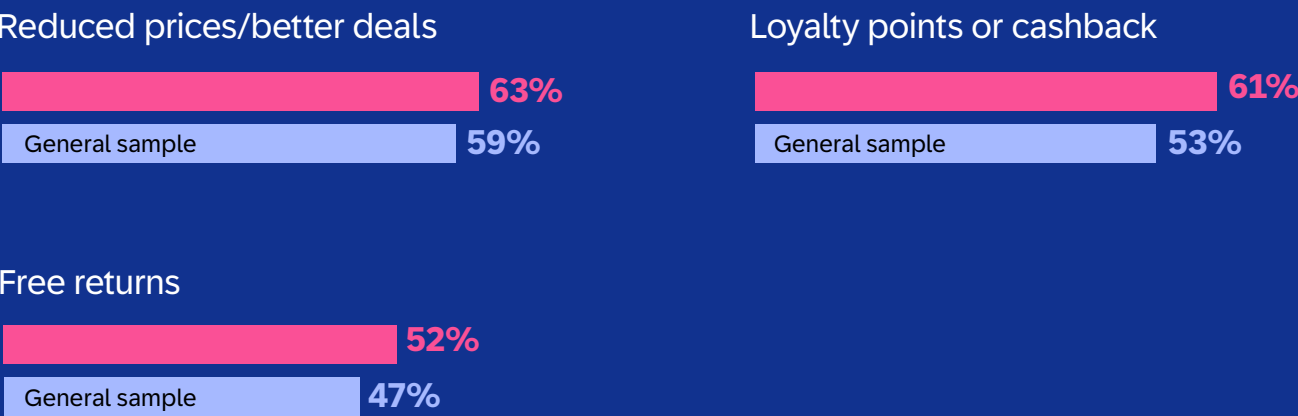 Reduced prices/better deals
63%
General sample 59%
Loyalty points or cashback
61%
General sample 53%
Free returns
52%
General sample 47%